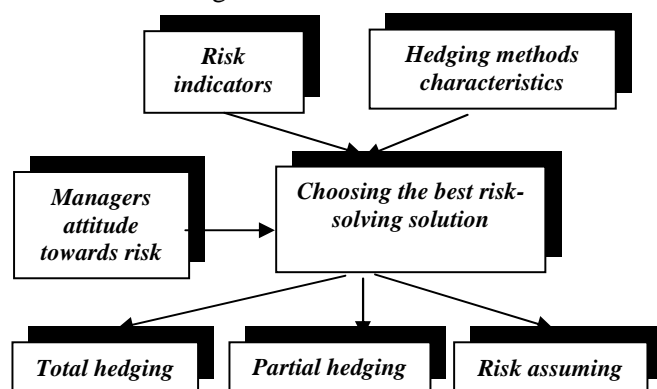 Risk
indicators
Hedging methods
characteristics
Managers
attitude
towards risk
Choosing the best risk-
solving solution
Total hedging
Partial hedging
Risk assuming